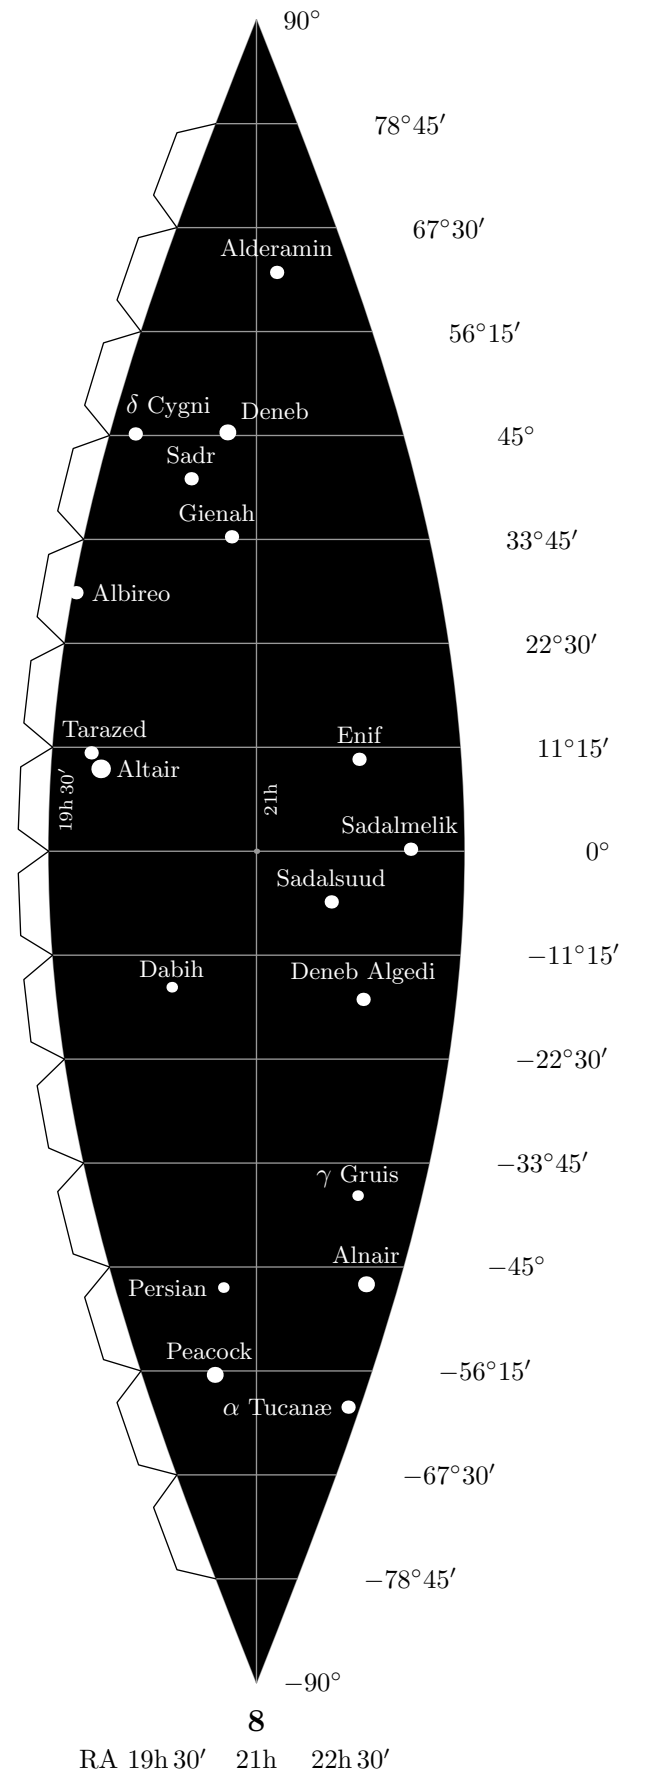 90°
78°45′
67°30′
Alderamin
56°15′
δ Cygni
Deneb
45°
Sadr
Gienah
33°45′
Albireo
22°30′
Tarazed
Enif
11°15′
Altair
19h 30′
21h
Sadalmelik
0°
Sadalsuud
−11°15′
Dabih
Deneb Algedi
−22°30′
−33°45′
γ Gruis
Alnair
−45°
Persian
Peacock
−56°15′
α Tucanæ
−67°30′
−78°45′
−90°
8
RA 19h 30′ 21h 22h 30′